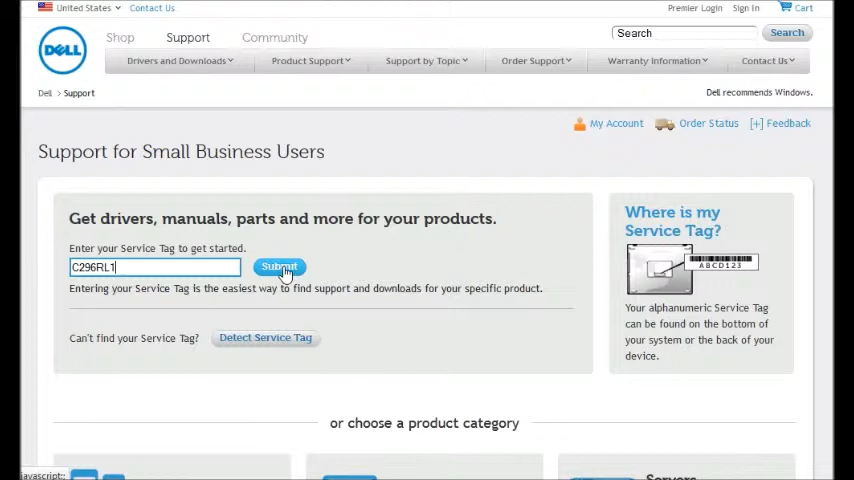 United States Contact Us Premier Login Sign In Cart
Shop Support Community Search Search
DELL
Drivers and Downloads Product Support Support by Topic Order Support Warranty Information Contact Us
Dell > Support Dell recommends Windows.
My Account Order Status [+] Feedback
Support for Small Business Users
Get drivers, manuals, parts and more for your products.
Enter your Service Tag to get started.
C296RL1 Submit
Entering your Service Tag is the easiest way to find support and downloads for your specific product.
Can't find your Service Tag? Detect Service Tag
Where is my
Service Tag?
ABCD123
Your alphanumeric Service Tag
can be found on the bottom of
your system or the back of your
device.
or choose a product category
Servers
javascript:;